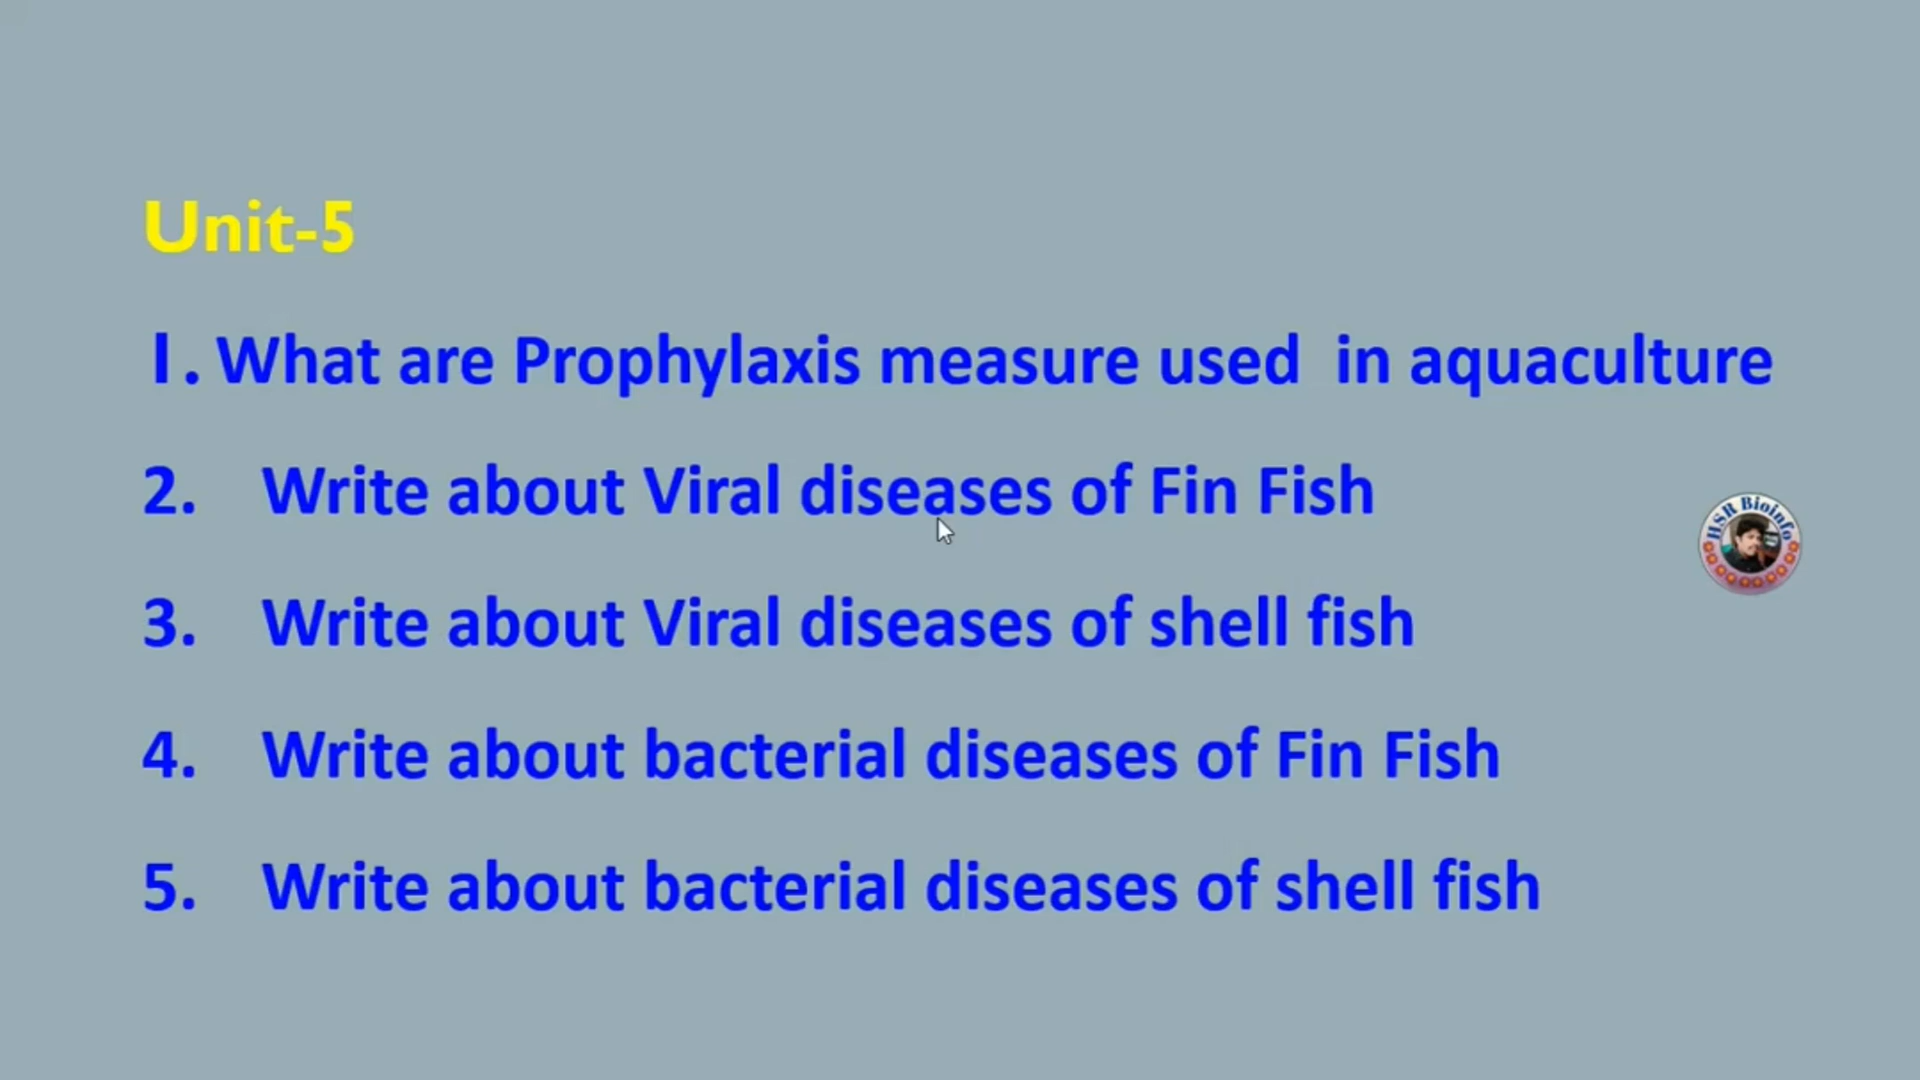 Unit-5
1. What are Prophylaxis measure used in aquaculture
2. Write about Viral diseases of Fin Fish
3. Write about Viral diseases of shell fish
4. Write about bacterial diseases of Fin Fish
5. Write about bacterial diseases of shell fish
HSR Bioinfo